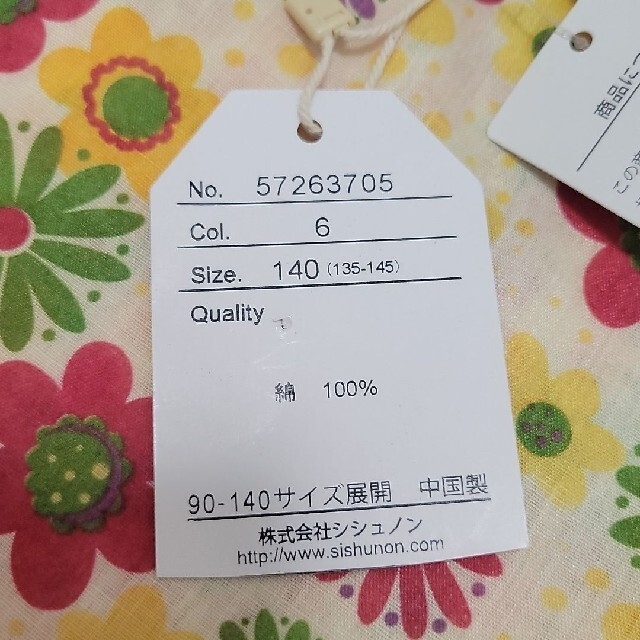 No. 57263705
Col. 6
Size. 140 (135-145)
Quality
綿 100%
90-140サイズ展開 中国製
株式会社シシュノン
http://www.sishunon.com
商品
この